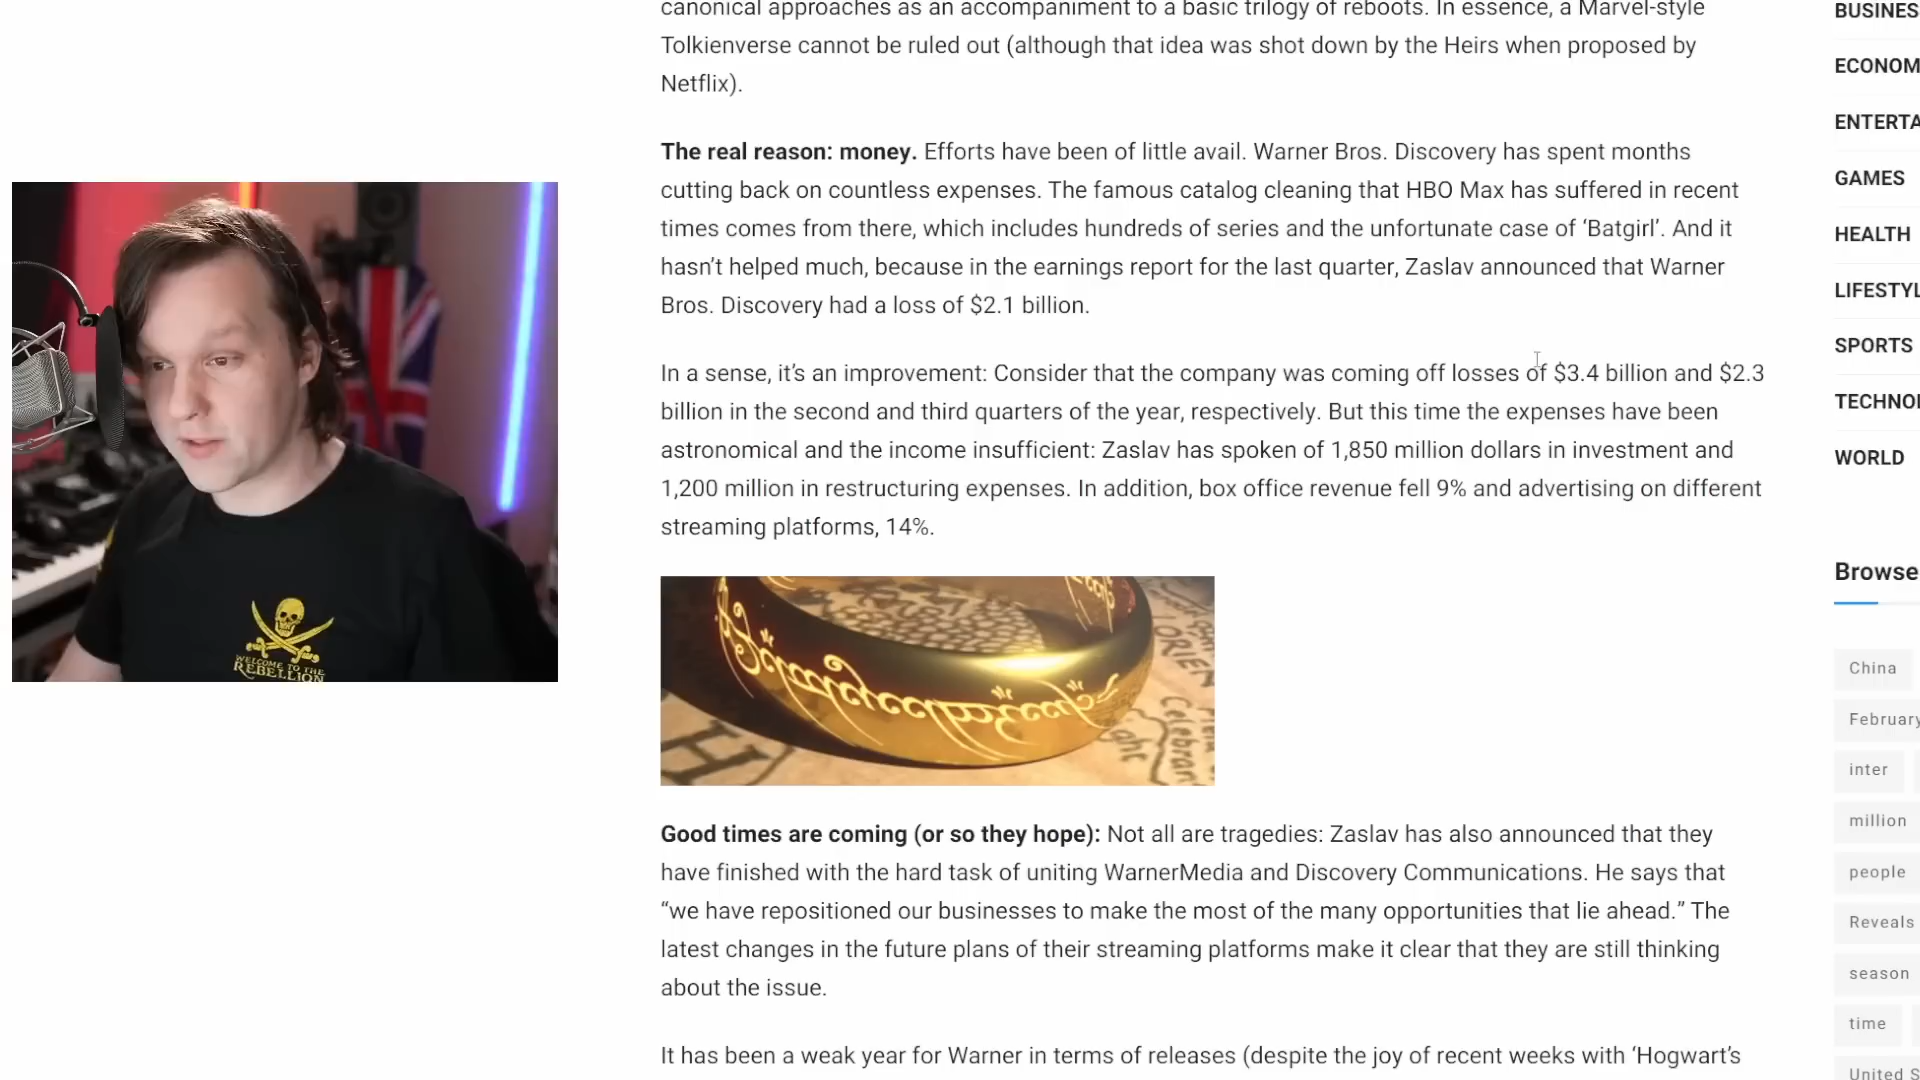 canonical approaches as an accompaniment to a basic trilogy of reboots. In essence, a Marvel-style
Tolkienverse cannot be ruled out (although that idea was shot down by the Heirs when proposed by
Netflix).
The real reason: money. Efforts have been of little avail. Warner Bros. Discovery has spent months
cutting back on countless expenses. The famous catalog cleaning that HBO Max has suffered in recent
times comes from there, which includes hundreds of series and the unfortunate case of ‘Batgirl’. And it
hasn’t helped much, because in the earnings report for the last quarter, Zaslav announced that Warner
Bros. Discovery had a loss of $2.1 billion.
In a sense, it’s an improvement: Consider that the company was coming off losses of $3.4 billion and $2.3
billion in the second and third quarters of the year, respectively. But this time the expenses have been
astronomical and the income insufficient: Zaslav has spoken of 1,850 million dollars in investment and
1,200 million in restructuring expenses. In addition, box office revenue fell 9% and advertising on different
streaming platforms, 14%.
Good times are coming (or so they hope): Not all are tragedies: Zaslav has also announced that they
have finished with the hard task of uniting WarnerMedia and Discovery Communications. He says that
“we have repositioned our businesses to make the most of the many opportunities that lie ahead.” The
latest changes in the future plans of their streaming platforms make it clear that they are still thinking
about the issue.
It has been a weak year for Warner in terms of releases (despite the joy of recent weeks with ‘Hogwart’s
WELCOME TO THE
REBELLION
BUSINES
ECONOM
ENTERTA
GAMES
HEALTH
LIFESTYL
SPORTS
TECHNOL
WORLD
Browse
China
February
inter
million
people
Reveals
season
time
United S